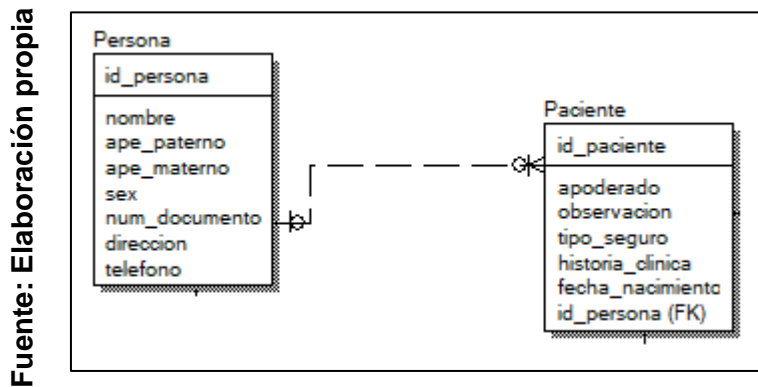 Fuente: Elaboración propia
Persona
id_persona
nombre
ape_paterno
ape_materno
sex
num_documento
direccion
telefono
Paciente
id_paciente
apoderado
observacion
tipo_seguro
historia_clinica
fecha_nacimiento
id_persona (FK)